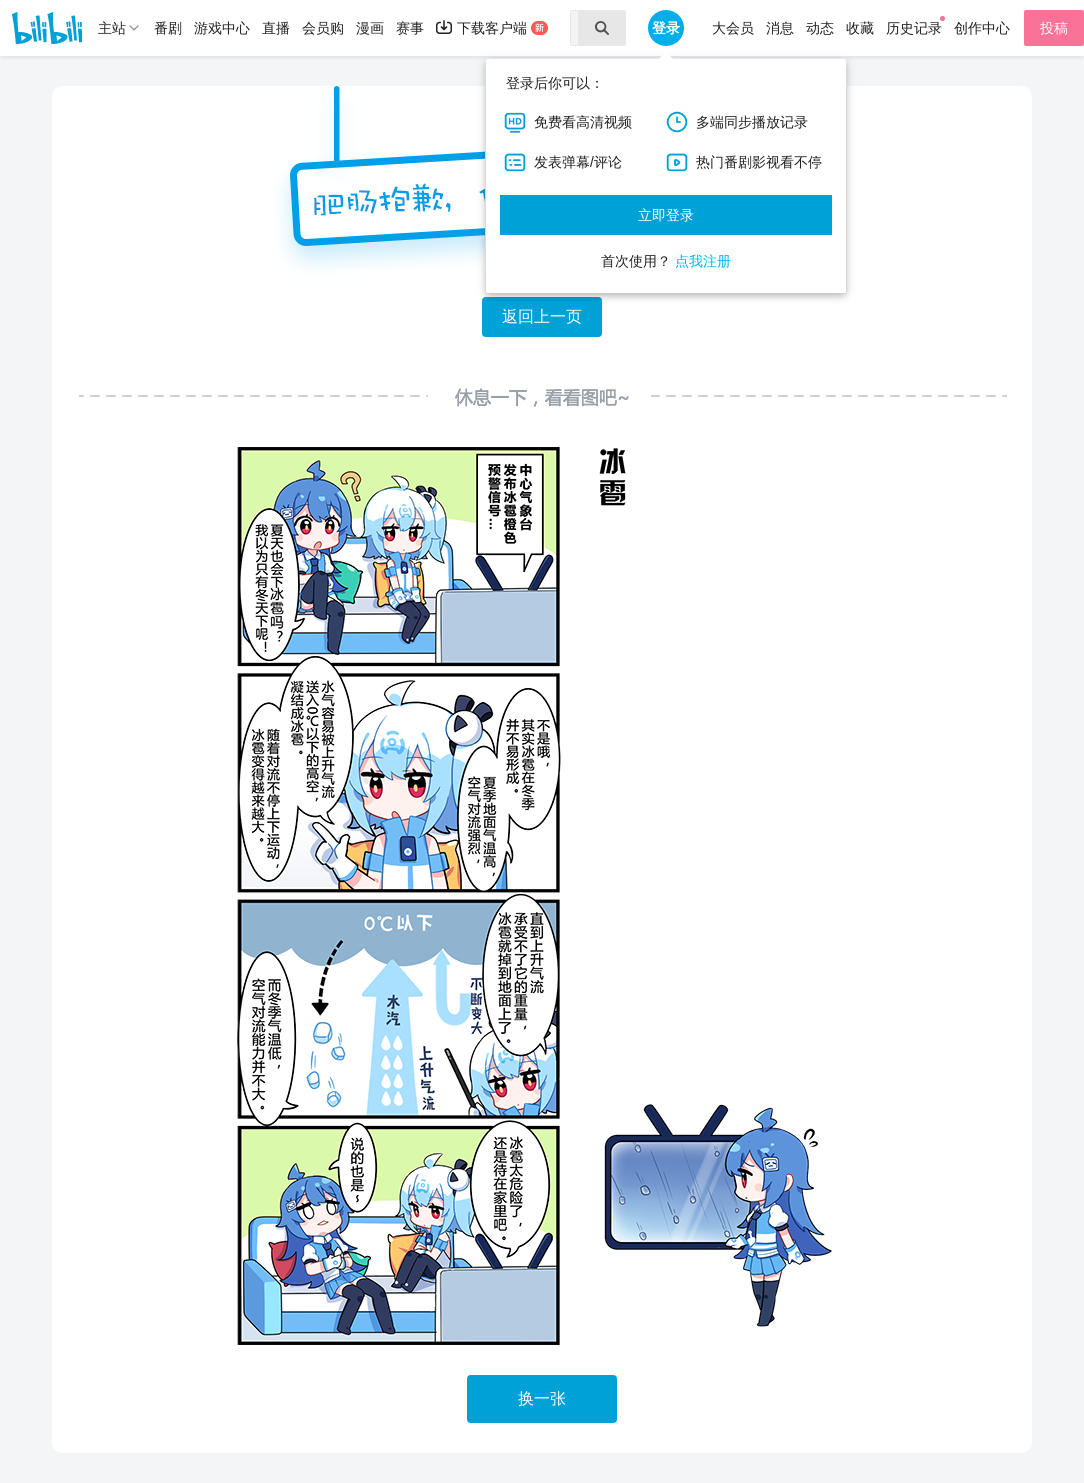 bilibili
主站
番剧
游戏中心
直播
会员购
漫画
赛事
下载客户端
新
登录
大会员
消息
动态
收藏
历史记录
创作中心
投稿
登录后你可以：
HD
免费看高清视频
多端同步播放记录
发表弹幕/评论
热门番剧影视看不停
立即登录
首次使用？ 点我注册
肥肠抱歉，
返回上一页
休息一下，看看图吧~
冰雹
中心气象台
发布冰雹橙色
预警信号…
夏天也会下冰雹吗？
我以为只有冬天下呢！
不是哦，
其实冰雹在冬季
并不易形成。
夏季地面气温高，
空气对流强烈，
水气容易被上升气流
送入0℃以下的高空，
凝结成冰雹。
随着对流不停上下运动，
冰雹变得越来越大。
0℃以下
直到上升气流
承受不了它的重量，
冰雹就掉到地面上了。
不断变大
水汽
上升气流
而冬季气温低，
空气对流能力并不大。
冰雹太危险了，
还是待在家里吧。
说的也是~
换一张